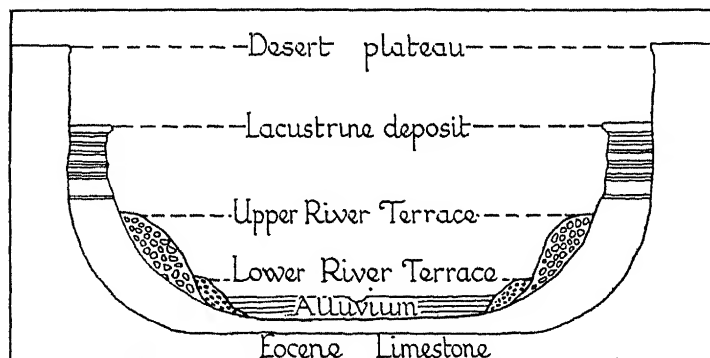 Desert plateau
Lacustrine deposit
Upper River Terrace
Lower River Terrace
Alluvium
Eocene Limestone